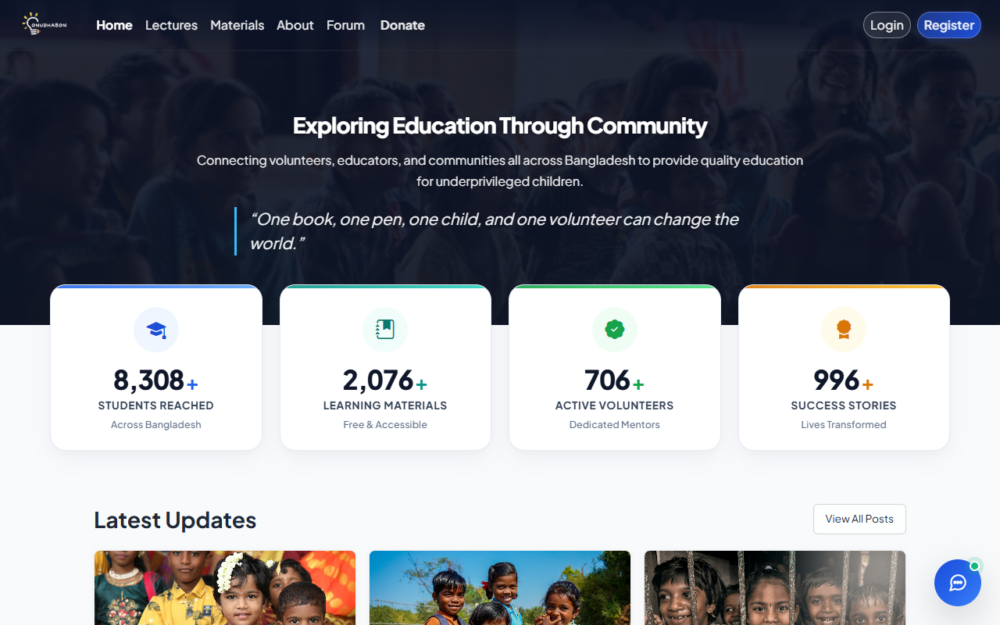 ONUDHABON
Home
Lectures
Materials
About
Forum
Donate
Login
Register
Exploring Education Through Community
Connecting volunteers, educators, and communities all across Bangladesh to provide quality education
for underprivileged children.
“One book, one pen, one child, and one volunteer can change the
world.”
8,308+
STUDENTS REACHED
Across Bangladesh
2,076+
LEARNING MATERIALS
Free & Accessible
706+
ACTIVE VOLUNTEERS
Dedicated Mentors
996+
SUCCESS STORIES
Lives Transformed
Latest Updates
View All Posts